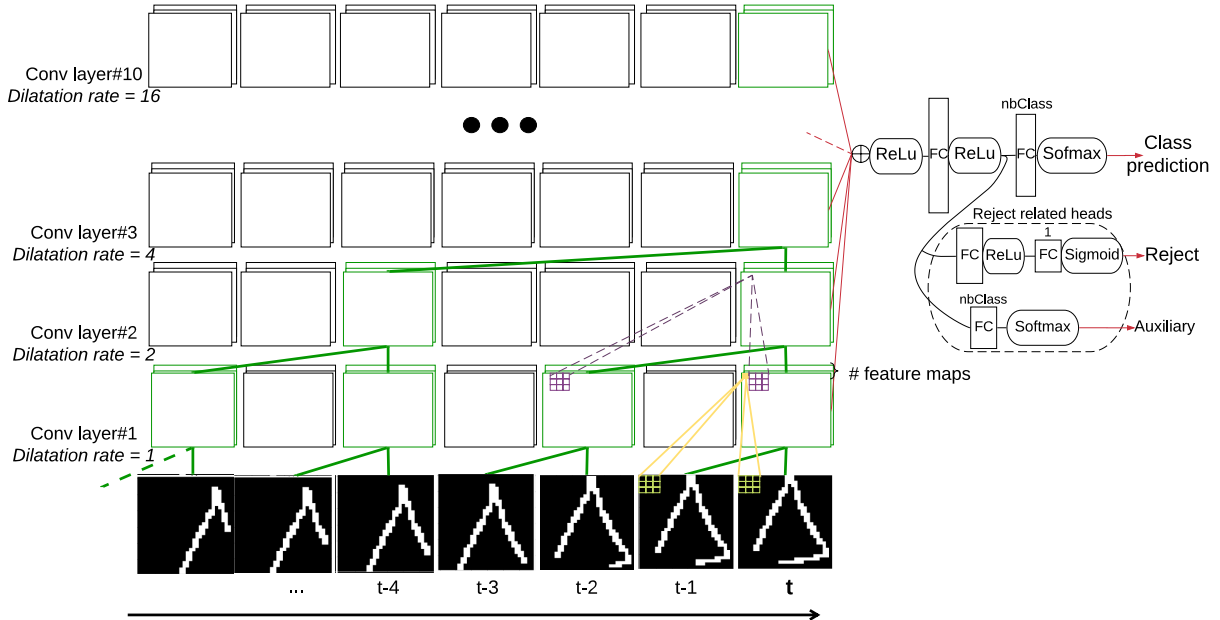 Conv layer#10
Dilatation rate = 16
Conv layer#3
Dilatation rate = 4
Conv layer#2
Dilatation rate = 2
Conv layer#1
Dilatation rate = 1
# feature maps
... t-4 t-3 t-2 t-1 t
ReLu
FC
ReLu
nbClass
FC
Sofmax
Class
prediction
Reject related heads
FC
ReLu
1
FC
Sigmoid
Reject
nbClass
FC
Softmax
Auxiliary